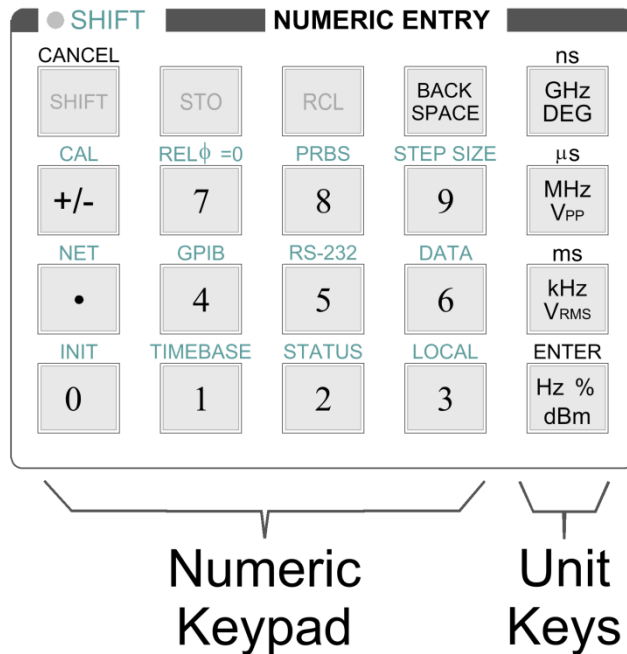 SHIFT NUMERIC ENTRY
CANCEL ns
SHIFT STO RCL BACK SPACE GHz DEG
CAL RELϕ =0 PRBS STEP SIZE μs
+/- 7 8 9 MHz VPP
NET GPIB RS-232 DATA ms
• 4 5 6 kHz VRMS
INIT TIMEBASE STATUS LOCAL ENTER
0 1 2 3 Hz % dBm
Numeric Keypad
Unit Keys